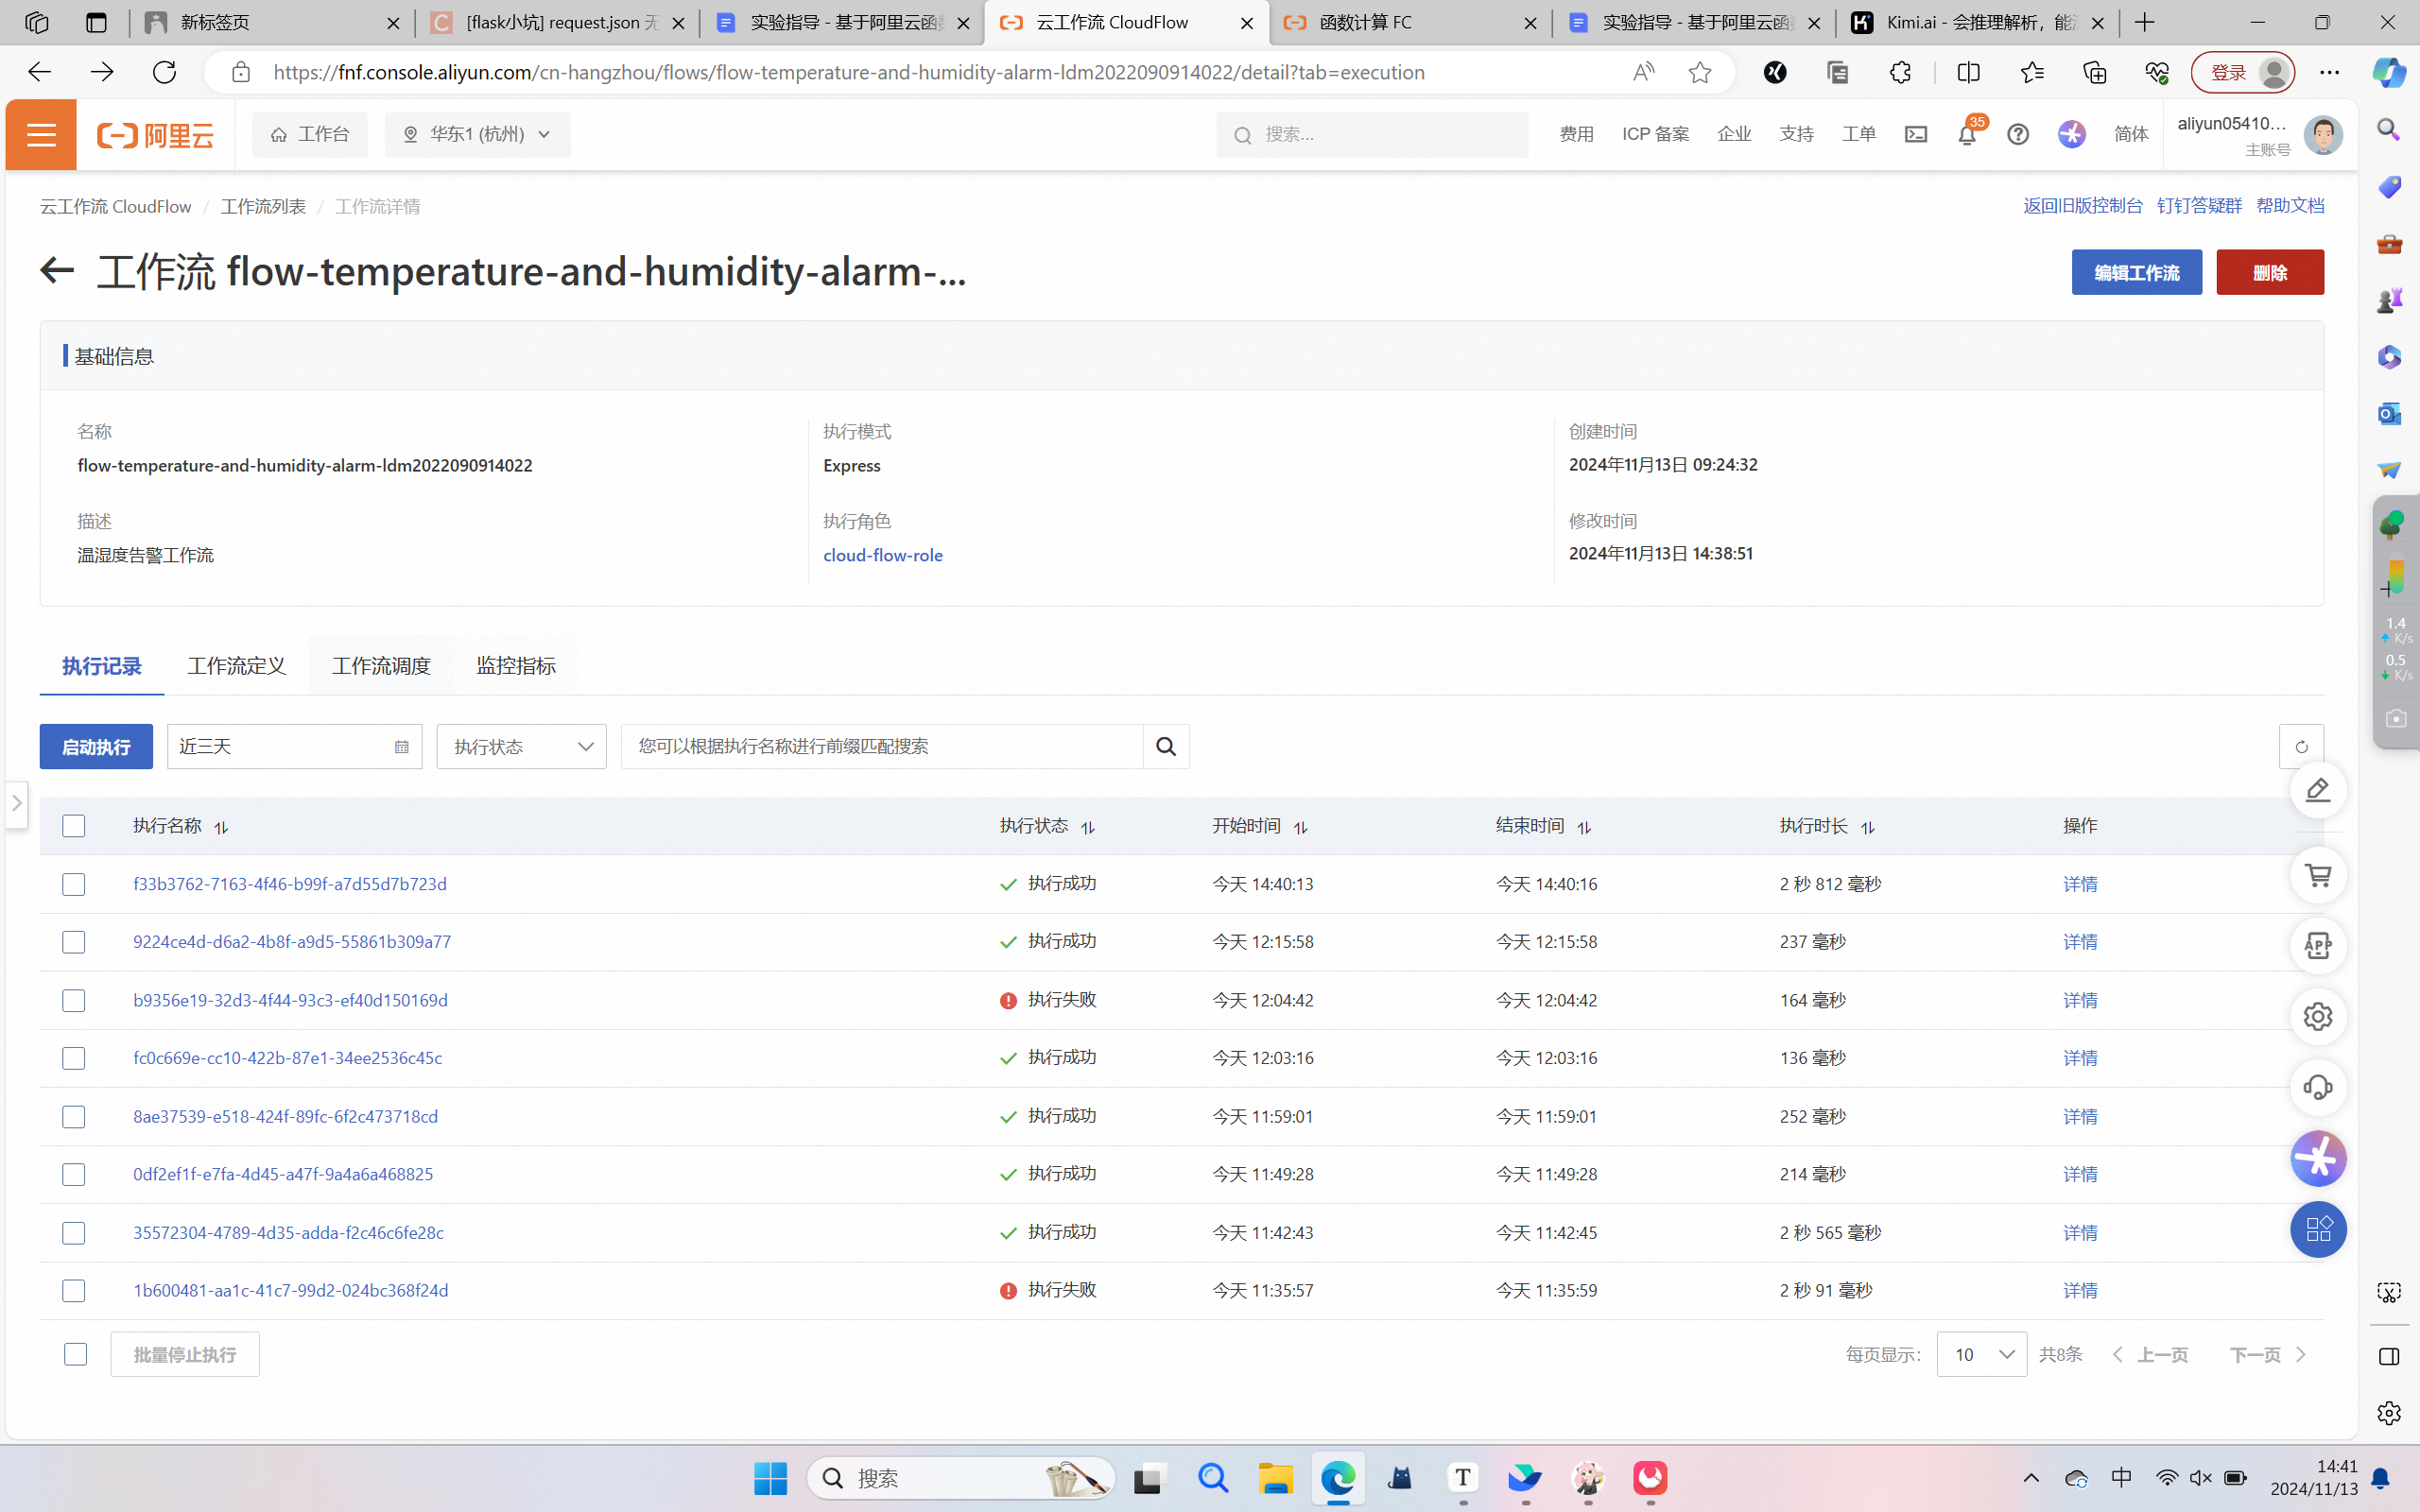 新标签页
[flask小坑] request.json 无
实验指导 - 基于阿里云函数
云工作流 CloudFlow
函数计算 FC
实验指导 - 基于阿里云函数
Kimi.ai - 会推理解析，能深
https://fnf.console.aliyun.com/cn-hangzhou/flows/flow-temperature-and-humidity-alarm-ldm2022090914022/detail?tab=execution
登录
阿里云
工作台
华东1 (杭州)
搜索...
费用
ICP 备案
企业
支持
工单
35
简体
aliyun05410...
主账号
云工作流 CloudFlow / 工作流列表 / 工作流详情
返回旧版控制台 钉钉答疑群 帮助文档
工作流 flow-temperature-and-humidity-alarm-...
编辑工作流
删除
基础信息
名称
flow-temperature-and-humidity-alarm-ldm2022090914022
执行模式
Express
创建时间
2024年11月13日 09:24:32
描述
温湿度告警工作流
执行角色
cloud-flow-role
修改时间
2024年11月13日 14:38:51
1.4
K/s
0.5
K/s
执行记录 工作流定义 工作流调度 监控指标
启动执行
近三天
执行状态
您可以根据执行名称进行前缀匹配搜索
执行名称 执行状态 开始时间 结束时间 执行时长 操作
f33b3762-7163-4f46-b99f-a7d55d7b723d 执行成功 今天 14:40:13 今天 14:40:16 2 秒 812 毫秒 详情
9224ce4d-d6a2-4b8f-a9d5-55861b309a77 执行成功 今天 12:15:58 今天 12:15:58 237 毫秒 详情
b9356e19-32d3-4f44-93c3-ef40d150169d 执行失败 今天 12:04:42 今天 12:04:42 164 毫秒 详情
fc0c669e-cc10-422b-87e1-34ee2536c45c 执行成功 今天 12:03:16 今天 12:03:16 136 毫秒 详情
8ae37539-e518-424f-89fc-6f2c473718cd 执行成功 今天 11:59:01 今天 11:59:01 252 毫秒 详情
0df2ef1f-e7fa-4d45-a47f-9a4a6a468825 执行成功 今天 11:49:28 今天 11:49:28 214 毫秒 详情
35572304-4789-4d35-adda-f2c46c6fe28c 执行成功 今天 11:42:43 今天 11:42:45 2 秒 565 毫秒 详情
1b600481-aa1c-41c7-99d2-024bc368f24d 执行失败 今天 11:35:57 今天 11:35:59 2 秒 91 毫秒 详情
APP
批量停止执行
每页显示: 10 共8条 上一页 下一页
搜索
T
中
14:41
2024/11/13